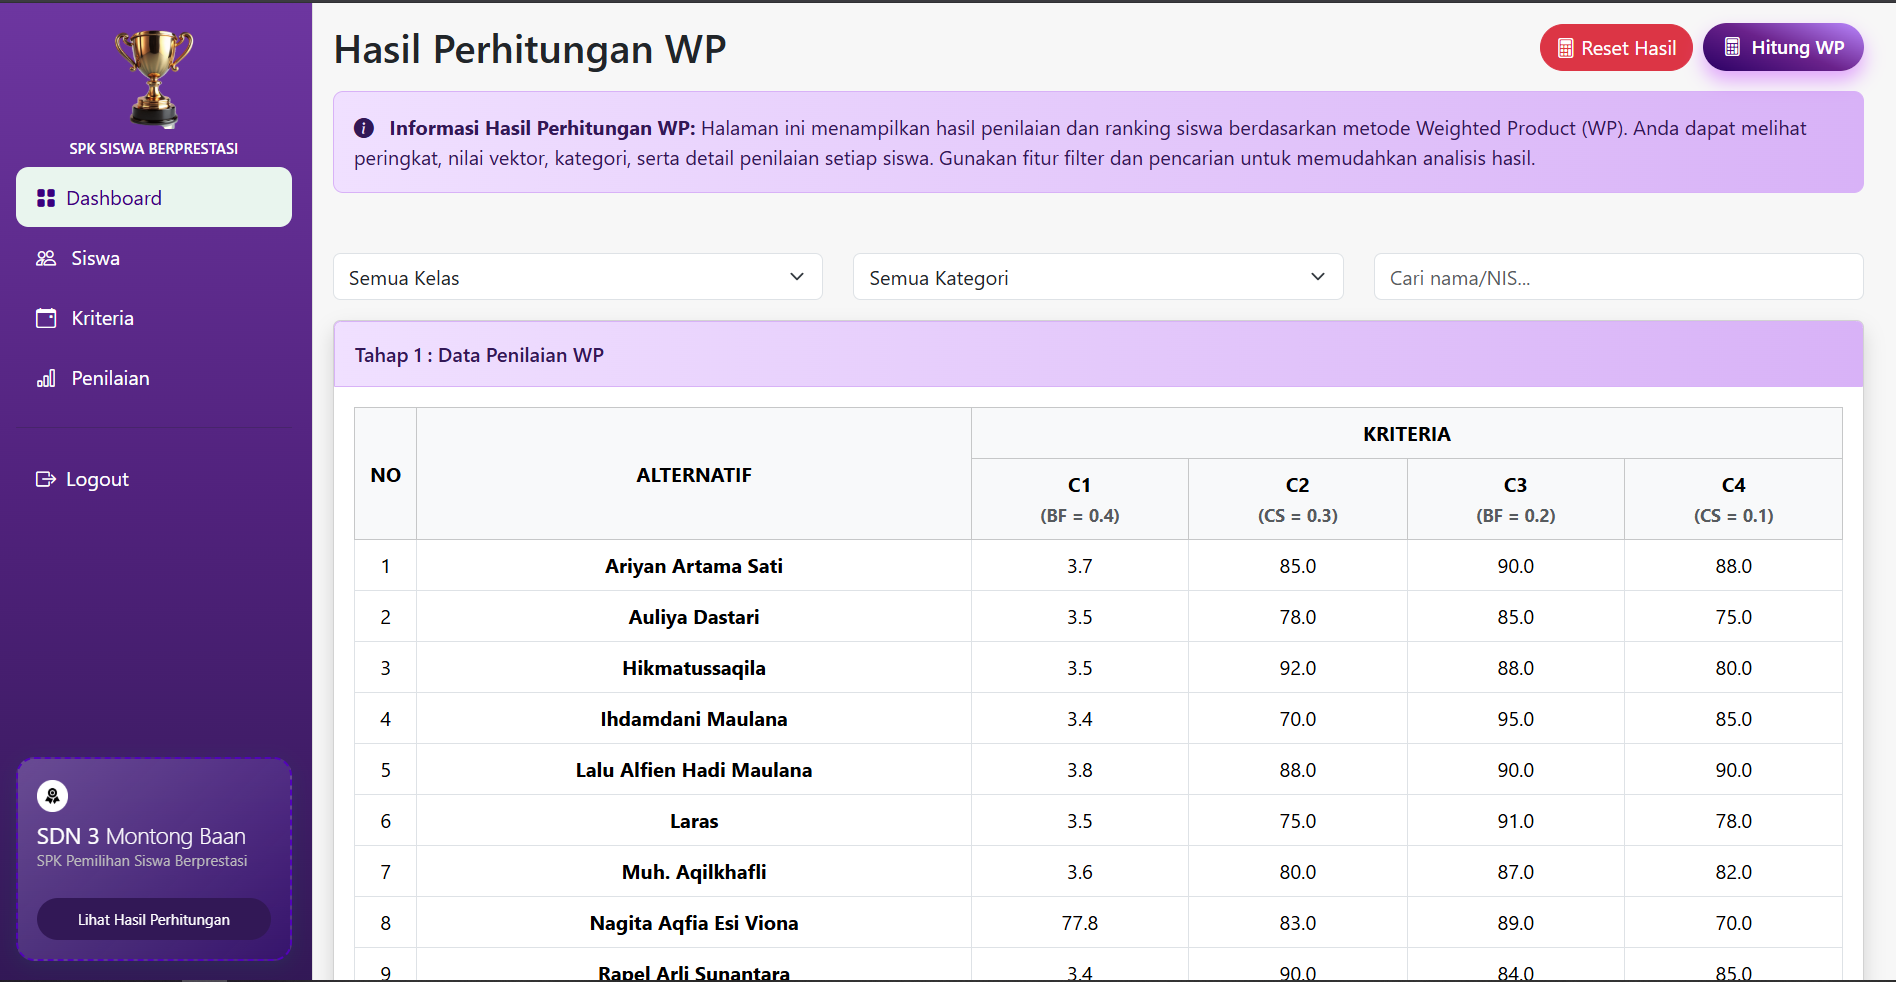 SPK SISWA BERPRESTASI
Dashboard
Siswa
Kriteria
Penilaian
Logout
SDN 3 Montong Baan
SPK Pemilihan Siswa Berprestasi
Lihat Hasil Perhitungan
Hasil Perhitungan WP
Reset Hasil
Hitung WP
Informasi Hasil Perhitungan WP: Halaman ini menampilkan hasil penilaian dan ranking siswa berdasarkan metode Weighted Product (WP). Anda dapat melihat
peringkat, nilai vektor, kategori, serta detail penilaian setiap siswa. Gunakan fitur filter dan pencarian untuk memudahkan analisis hasil.
Semua Kelas
Semua Kategori
Cari nama/NIS...
Tahap 1 : Data Penilaian WP
NO ALTERNATIF KRITERIA
C1 C2 C3 C4
(BF = 0.4) (CS = 0.3) (BF = 0.2) (CS = 0.1)
1 Ariyan Artama Sati 3.7 85.0 90.0 88.0
2 Auliya Dastari 3.5 78.0 85.0 75.0
3 Hikmatussaqila 3.5 92.0 88.0 80.0
4 Ihdamdani Maulana 3.4 70.0 95.0 85.0
5 Lalu Alfien Hadi Maulana 3.8 88.0 90.0 90.0
6 Laras 3.5 75.0 91.0 78.0
7 Muh. Aqilkhafli 3.6 80.0 87.0 82.0
8 Nagita Aqfia Esi Viona 77.8 83.0 89.0 70.0
9 Rapel Arli Sunantara 3.4 90.0 84.0 85.0